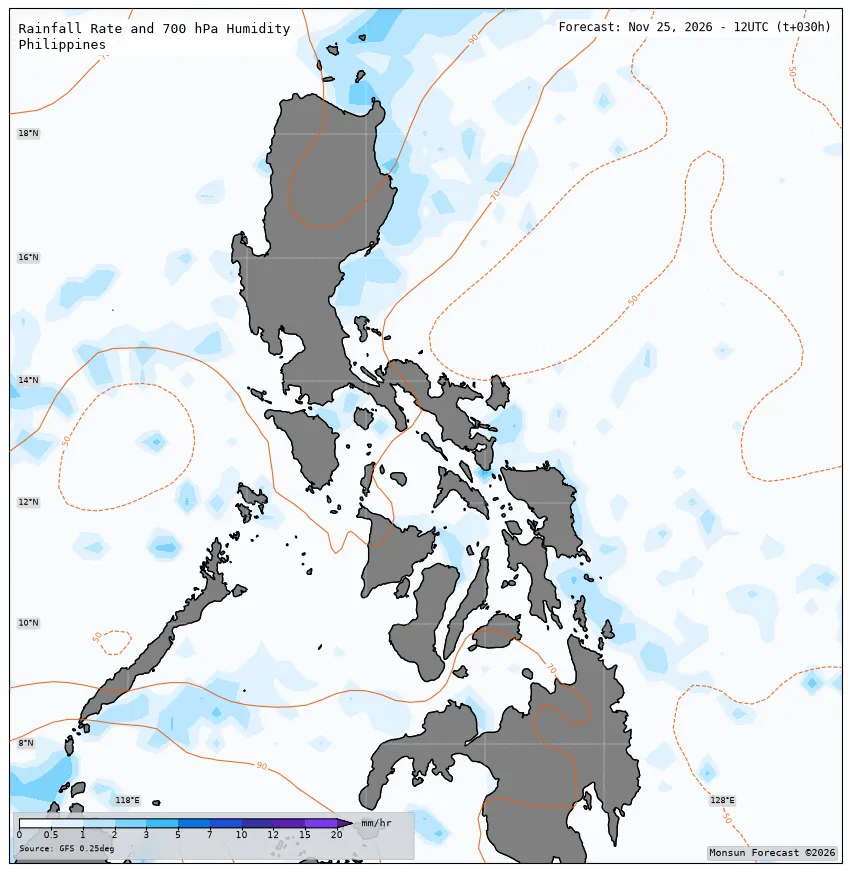 Rainfall Rate and 700 hPa Humidity
Philippines
Forecast: Nov 25, 2026 - 12UTC (t+030h)
90
50
18°N
70
16°N
50
14°N
50
12°N
10°N
50
70
8°N
90
118°E
128°E
50
0 0.5 1 2 3 5 7 10 12 15 20 mm/hr
Source: GFS 0.25deg
Monsun Forecast ©2026